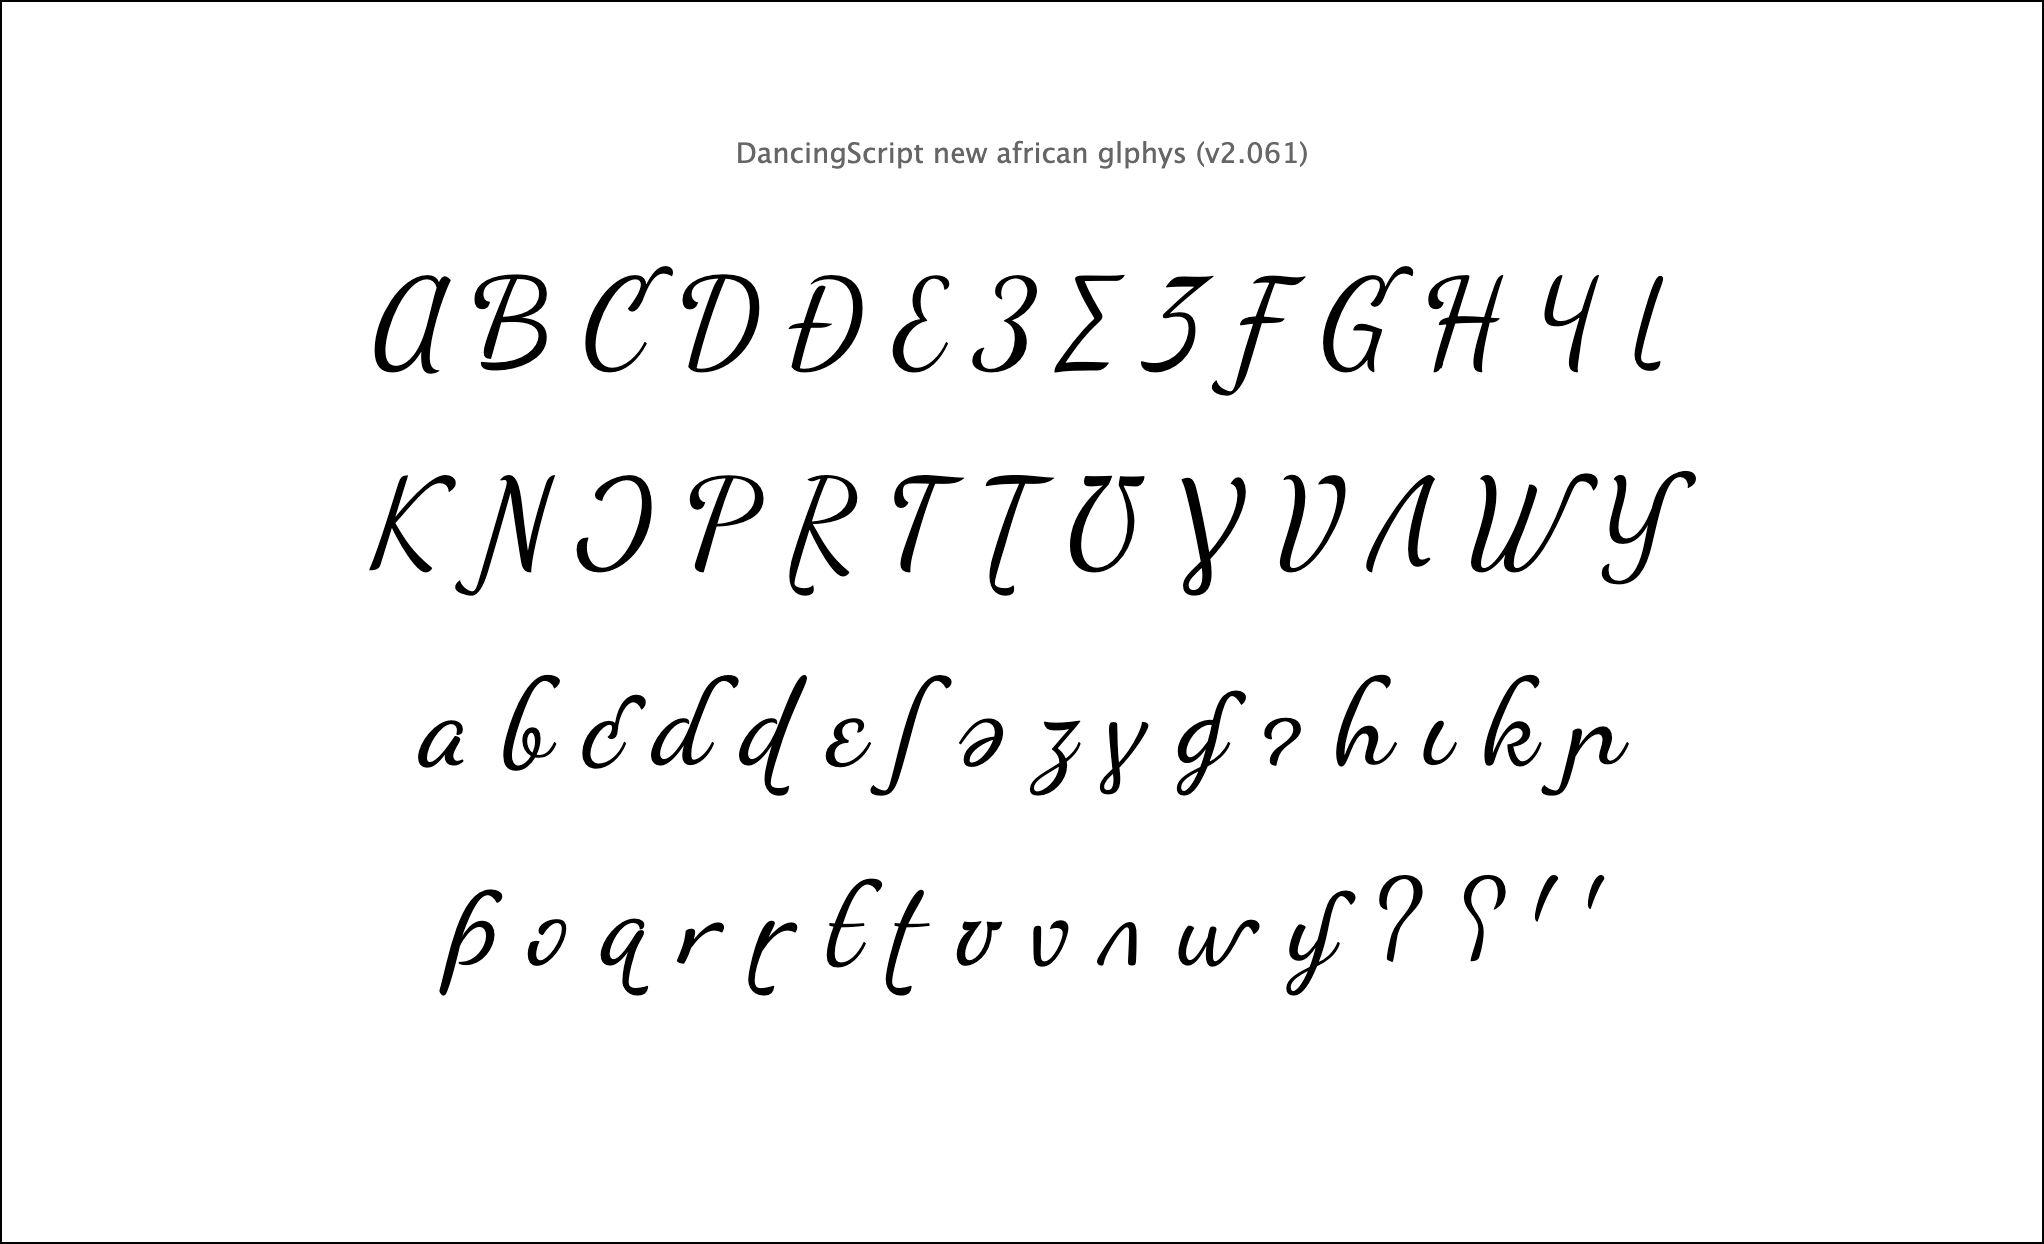 DancingScript new african glphys (v2.061)
Ɑ Ɓ Ƈ Ɗ Ɖ Ɛ Ɜ Ʃ Ʒ Ƒ Ɠ Ɦ Ч Ɩ
Ƙ Ɲ Ɔ Ƥ Ɽ Ƭ Ʈ Ʊ Ɣ Ʋ Ʌ Ⱳ Ƴ
ɑ ɓ ƈ ɗ ɖ ɛ ʃ ǝ ʒ ɣ ɠ ɂ ɦ ɩ ƙ ɲ
ƥ ɔ ɋ r ɽ ƭ ʈ ʊ ʋ ʌ ⱳ ƴ ʔ ʕ ꞌ ꞌ